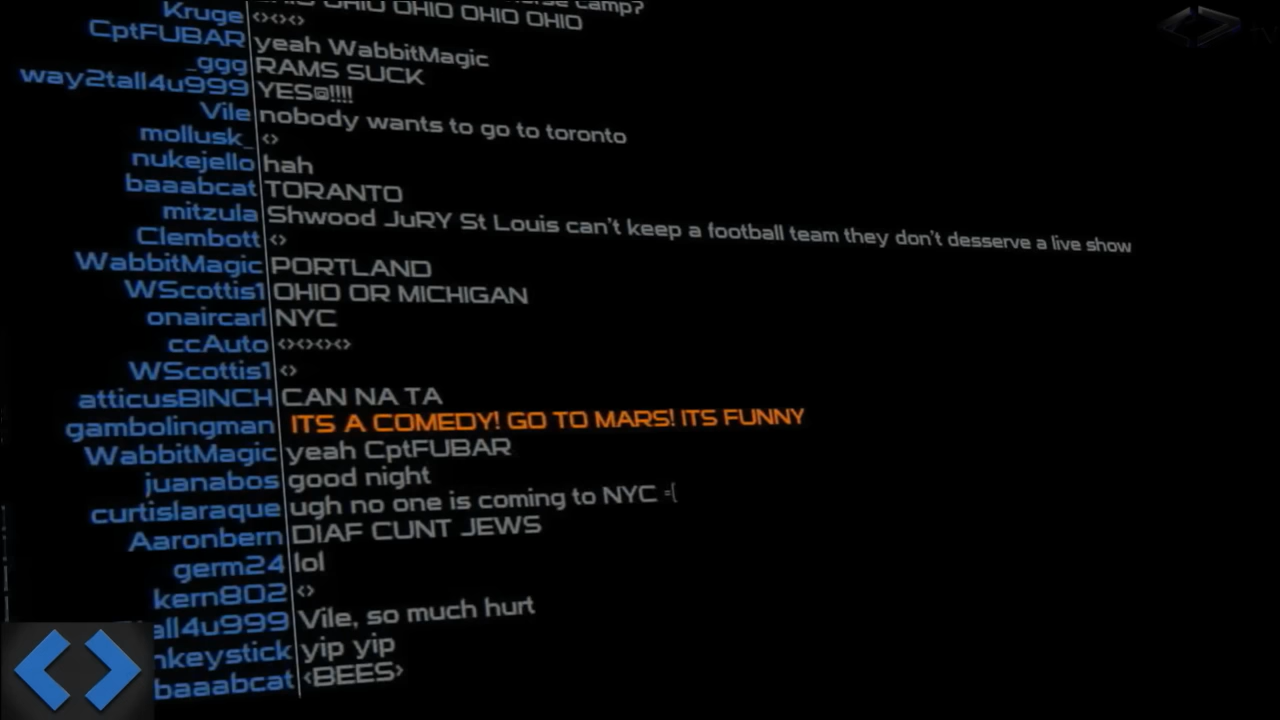 OHIO OHIO OHIO OHIO camp?
Kruge <><><>
CptFUBAR yeah WabbitMagic
_ggg RAMS SUCK
way2tall4u999 YES!!!!
Vile nobody wants to go to toronto
mollusk_ <>
nukejello hah
baaabcat TORANTO
mitzula Shwood JuRY St Louis can't keep a football team they don't desserve a live show
Clembott <>
WabbitMagic PORTLAND
WScottis1 OHIO OR MICHIGAN
onaircarl NYC
ccAuto <><><><>
WScottis1 <>
atticusBINCH CAN NA TA
gambolingman ITS A COMEDY! GO TO MARS! ITS FUNNY
WabbitMagic yeah CptFUBAR
juanabos good night
curtislaraque ugh no one is coming to NYC =[
Aaronbern DIAF CUNT JEWS
germ24 lol
kern802 <>
all4u999 Vile, so much hurt
nkeystick yip yip
baaabcat <BEES>